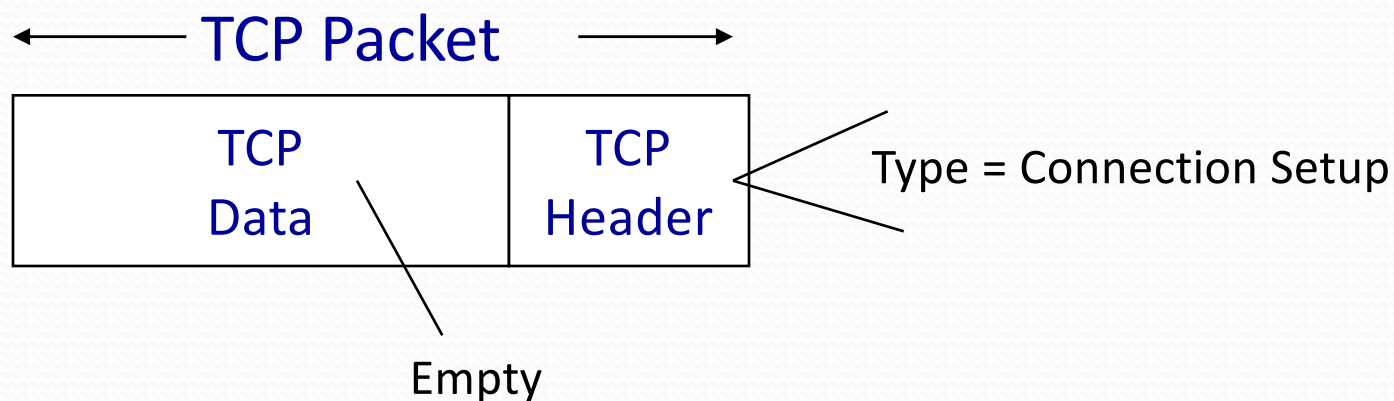 TCP Packet
TCP
Data
TCP
Header
Type = Connection Setup
Empty